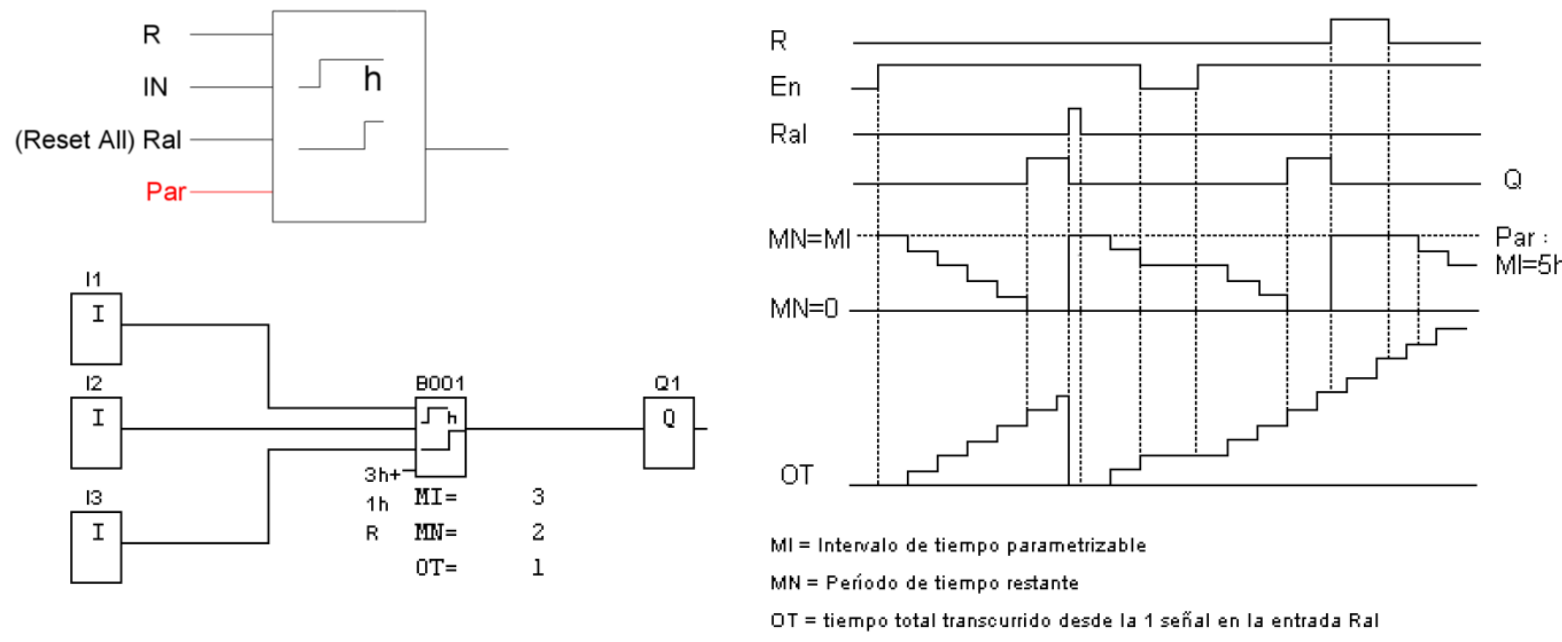 R
IN
(Reset All) Ral
Par
h
I1
I
I2
I
I3
I
B001
h
3h+
1h
R
MI= 3
MN= 2
OT= 1
Q1
Q
R
En
Ral
Q
MN=MI
Par :
MI=5h
MN=0
OT
MI = Intervalo de tiempo parametrizable
MN = Período de tiempo restante
OT = tiempo total transcurrido desde la 1 señal en la entrada Ral